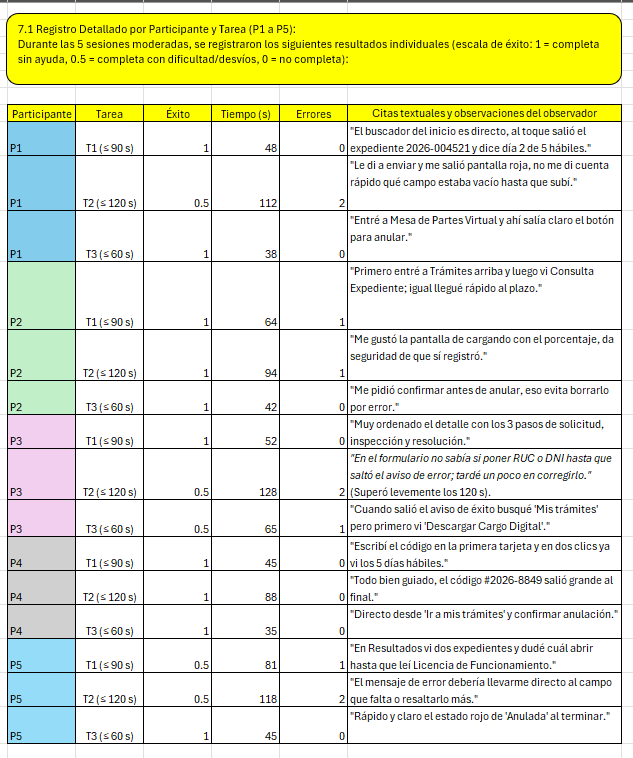 7.1 Registro Detallado por Participante y Tarea (P1 a P5):
Durante las 5 sesiones moderadas, se registraron los siguientes resultados individuales (escala de éxito: 1 = completa
sin ayuda, 0.5 = completa con dificultad/desvíos, 0 = no completa):
Participante Tarea Éxito Tiempo (s) Errores Citas textuales y observaciones del observador
"El buscador del inicio es directo, al toque salió el
P1 T1 (≤ 90 s) 1 48 0 expediente 2026-004521 y dice día 2 de 5 hábiles."
"Le di a enviar y me salió pantalla roja, no me di cuenta
rápido qué campo estaba vacío hasta que subí."
P1 T2 (≤ 120 s) 0.5 112 2
"Entré a Mesa de Partes Virtual y ahí salía claro el botón
para anular."
P1 T3 (≤ 60 s) 1 38 0
"Primero entré a Trámites arriba y luego vi Consulta
Expediente; igual llegué rápido al plazo."
P2 T1 (≤ 90 s) 1 64 1
"Me gustó la pantalla de cargando con el porcentaje, da
seguridad de que sí registró."
P2 T2 (≤ 120 s) 1 94 1
"Me pidió confirmar antes de anular, eso evita borrarlo
P2 T3 (≤ 60 s) 1 42 0 por error."
"Muy ordenado el detalle con los 3 pasos de solicitud,
P3 T1 (≤ 90 s) 1 52 0 inspección y resolución."
"En el formulario no sabía si poner RUC o DNI hasta que
saltó el aviso de error; tardé un poco en corregirlo."
P3 T2 (≤ 120 s) 0.5 128 2 (Superó levemente los 120 s).
"Cuando salió el aviso de éxito busqué 'Mis trámites'
P3 T3 (≤ 60 s) 0.5 65 1 pero primero vi 'Descargar Cargo Digital'."
"Escribí el código en la primera tarjeta y en dos clics ya
P4 T1 (≤ 90 s) 1 45 0 vi los 5 días hábiles."
"Todo bien guiado, el código #2026-8849 salió grande al
P4 T2 (≤ 120 s) 1 88 0 final."
"Directo desde 'Ir a mis trámites' y confirmar anulación."
P4 T3 (≤ 60 s) 1 35 0
"En Resultados vi dos expedientes y dudé cuál abrir
P5 T1 (≤ 90 s) 0.5 81 1 hasta que leí Licencia de Funcionamiento."
"El mensaje de error debería llevarme directo al campo
P5 T2 (≤ 120 s) 0.5 118 2 que falta o resaltarlo más."
"Rápido y claro el estado rojo de 'Anulada' al terminar."
P5 T3 (≤ 60 s) 1 45 0